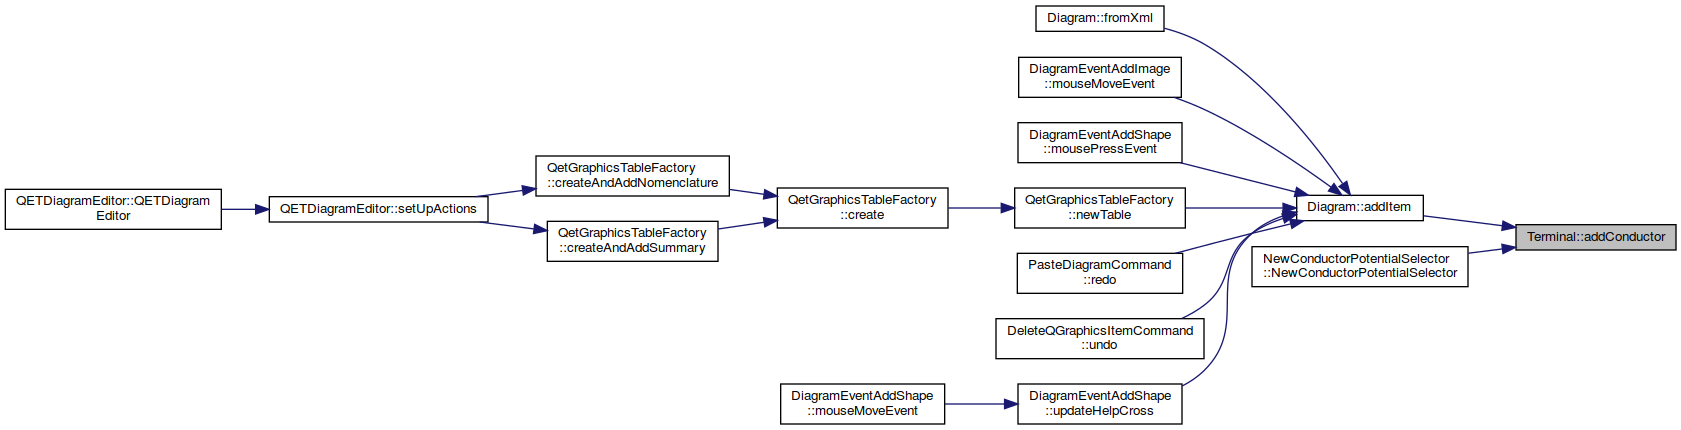 Diagram::fromXml
DiagramEventAddImage
::mouseMoveEvent
DiagramEventAddShape
::mousePressEvent
QetGraphicsTableFactory
::createAndAddNomenclature
QETDiagramEditor::QETDiagram
Editor
QETDiagramEditor::setUpActions
QetGraphicsTableFactory
::create
QetGraphicsTableFactory
::newTable
Diagram::addItem
Terminal::addConductor
QetGraphicsTableFactory
::createAndAddSummary
PasteDiagramCommand
::redo
NewConductorPotentialSelector
::NewConductorPotentialSelector
DeleteQGraphicsItemCommand
::undo
DiagramEventAddShape
::mouseMoveEvent
DiagramEventAddShape
::updateHelpCross